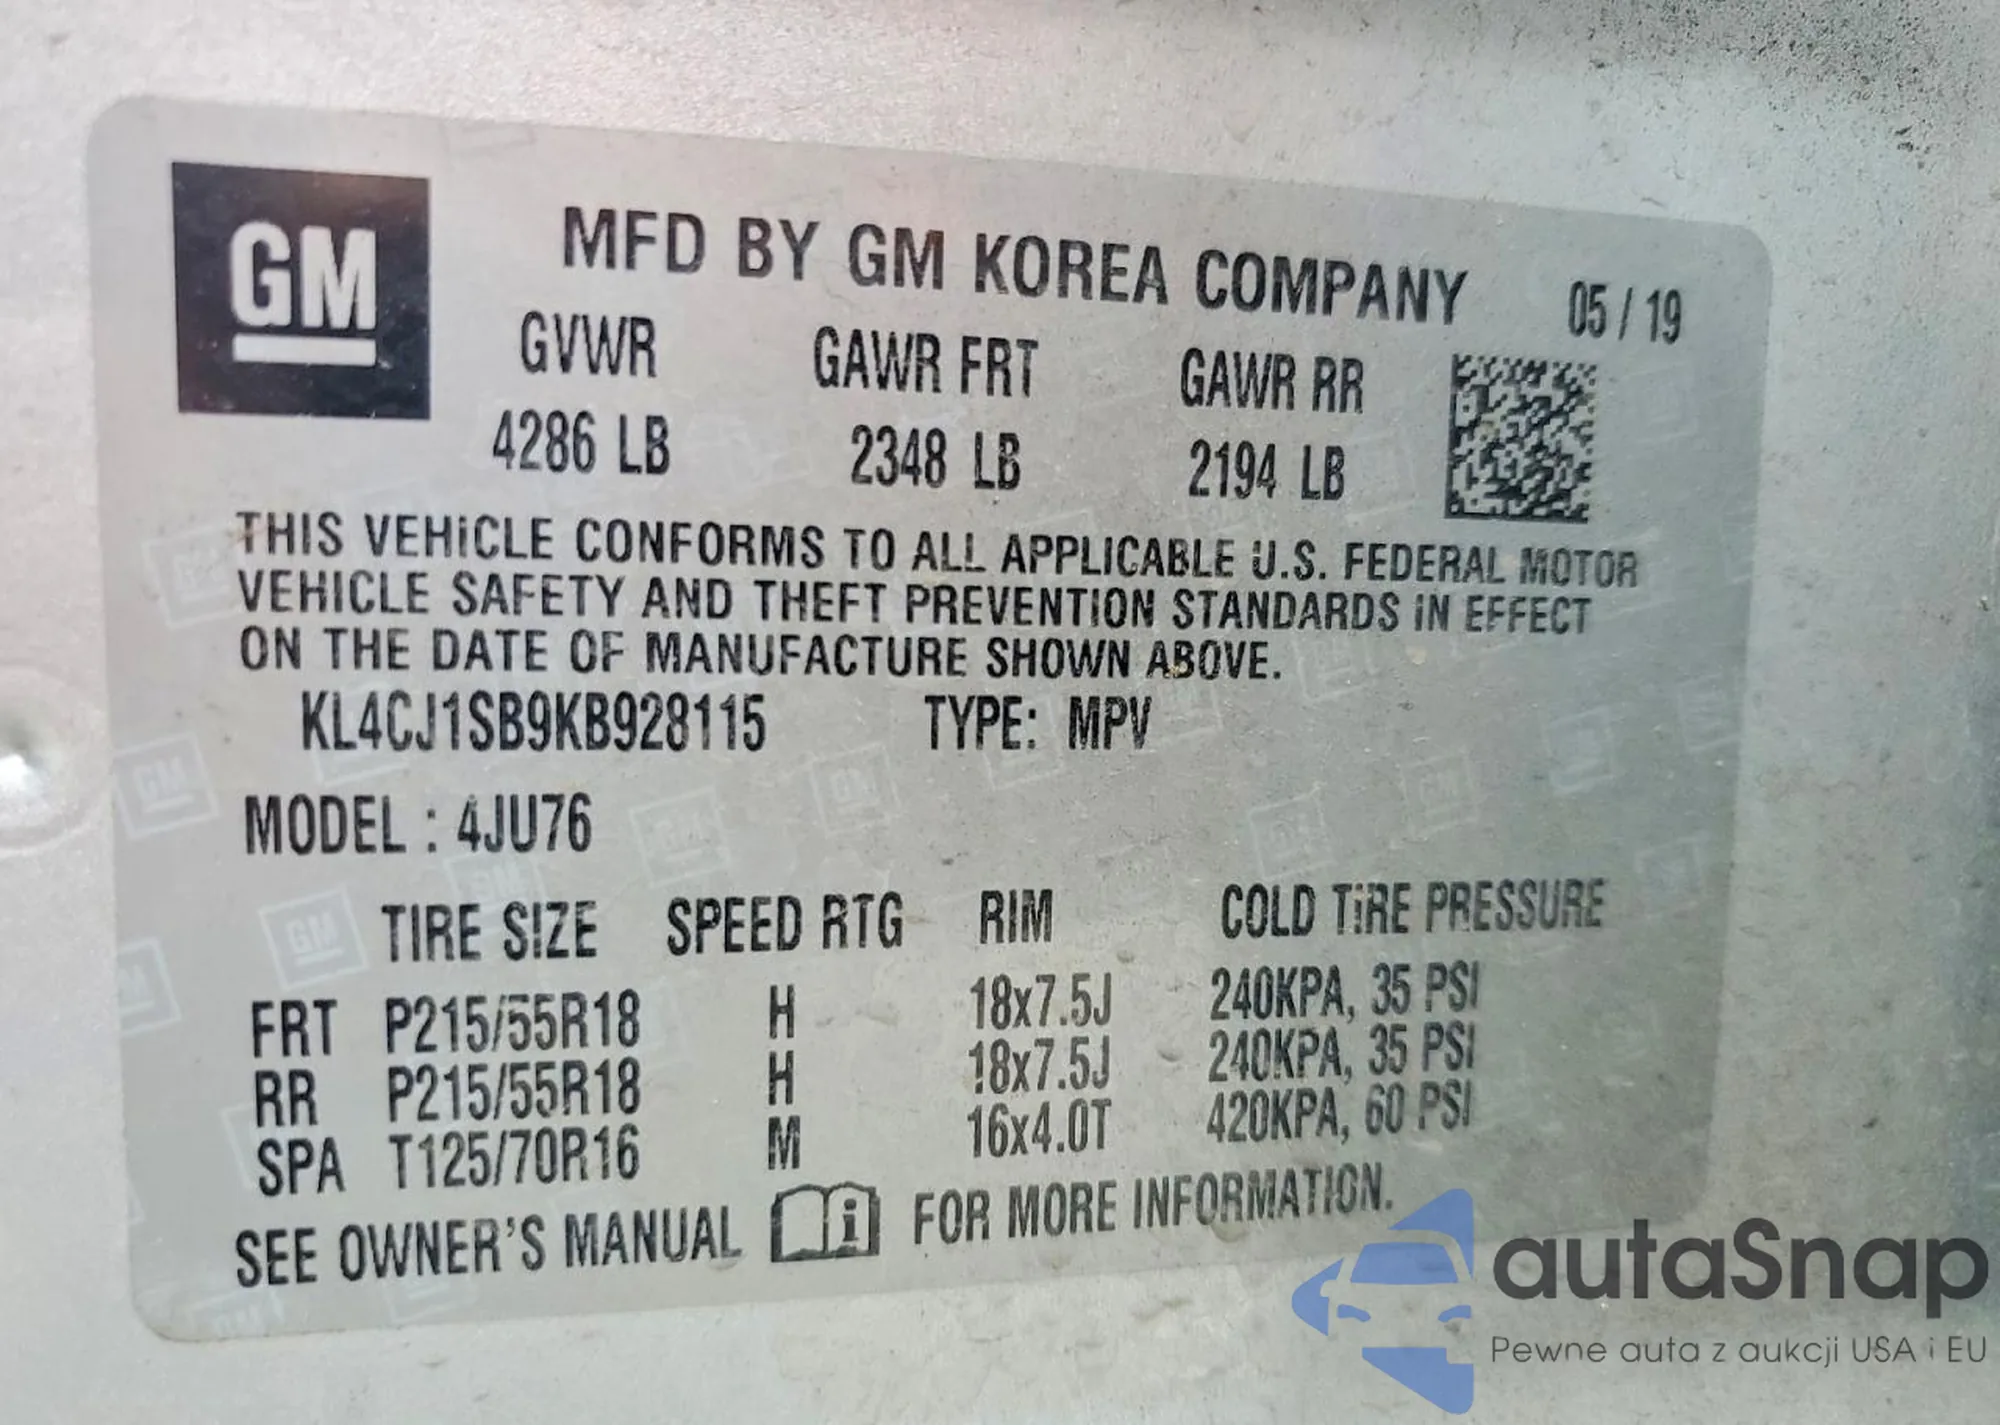 GM
MFD BY GM KOREA COMPANY 05 / 19
GVWR GAWR FRT GAWR RR
4286 LB 2348 LB 2194 LB
THIS VEHICLE CONFORMS TO ALL APPLICABLE U.S. FEDERAL MOTOR
VEHICLE SAFETY AND THEFT PREVENTION STANDARDS IN EFFECT
ON THE DATE OF MANUFACTURE SHOWN ABOVE.
KL4CJ1SB9KB928115 TYPE: MPV
MODEL : 4JU76
TIRE SIZE SPEED RTG RIM COLD TIRE PRESSURE
FRT P215/55R18 H 18x7.5J 240KPA, 35 PSI
RR P215/55R18 H 18x7.5J 240KPA, 35 PSI
SPA T125/70R16 M 16x4.0T 420KPA, 60 PSI
SEE OWNER'S MANUAL i FOR MORE INFORMATION.
autaSnap
Pewne auta z aukcji USA i EU